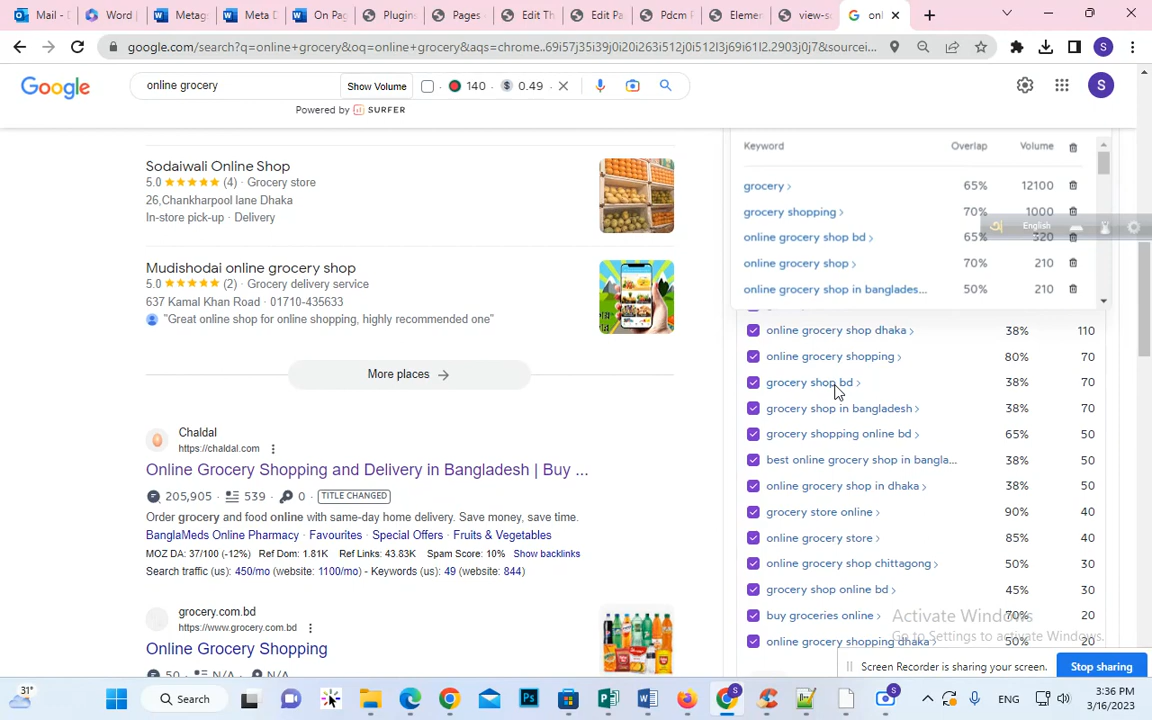 Mail - D
Word |
Metag
Meta D
On Pag
Plugins
Pages
Edit Th
Edit Pa
Pdcm P
Elemer
view-so
onl
google.com/search?q=online+grocery&oq=online+grocery&aqs=chrome..69i57j35i39j0i20i263i512j0i512l3j69i61l2.2903j0j7&sourcei...
S
Google
online grocery
Show Volume
140
0.49
S
Powered by SURFER
Keyword Overlap Volume
Sodaiwali Online Shop
5.0 (4) · Grocery store
26,Chankharpool lane Dhaka
In-store pick-up · Delivery
grocery 65% 12100
grocery shopping 70% 1000
English
online grocery shop bd 65% 320
online grocery shop 70% 210
online grocery shop in banglades... 50% 210
Mudishodai online grocery shop
5.0 (2) · Grocery delivery service
637 Kamal Khan Road · 01710-435633
"Great online shop for online shopping, highly recommended one"
More places
online grocery shop dhaka 38% 110
online grocery shopping 80% 70
grocery shop bd 38% 70
grocery shop in bangladesh 38% 70
grocery shopping online bd 65% 50
best online grocery shop in bangla... 38% 50
online grocery shop in dhaka 38% 50
grocery store online 90% 40
online grocery store 85% 40
online grocery shop chittagong 50% 30
grocery shop online bd 45% 30
buy groceries online 70% 20
online grocery shopping dhaka 50% 20
Chaldal
https://chaldal.com
Online Grocery Shopping and Delivery in Bangladesh | Buy ...
205,905 539 · 0 TITLE CHANGED
Order grocery and food online with same-day home delivery. Save money, save time.
BanglaMeds Online Pharmacy · Favourites · Special Offers · Fruits & Vegetables
MOZ DA: 37/100 (-12%) Ref Dom: 1.81K Ref Links: 43.83K Spam Score: 10% Show backlinks
Search traffic (us): 450/mo (website: 1100/mo) - Keywords (us): 49 (website: 844)
grocery.com.bd
https://www.grocery.com.bd
Online Grocery Shopping
50 · N/A · N/A
Activate Windows
Go to Settings to activate Windows.
Screen Recorder is sharing your screen.
Stop sharing
31°
Search
ENG
3:36 PM
3/16/2023